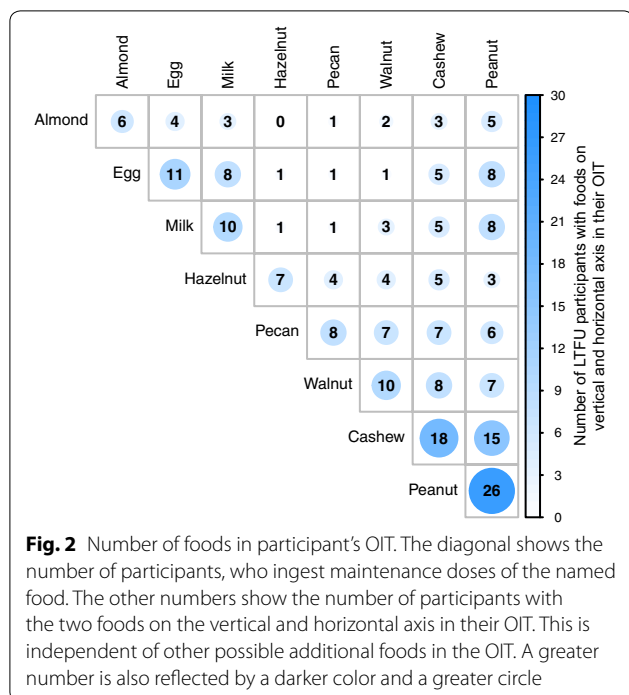 Almond Egg Milk Hazelnut Pecan Walnut Cashew Peanut
Almond 6 4 3 0 1 2 3 5
Egg 11 8 1 1 1 5 8
Milk 10 1 1 3 5 8
Hazelnut 7 4 4 5 3
Pecan 8 7 7 6
Walnut 10 8 7
Cashew 18 15
Peanut 26
30
27
24
21
18
15
12
9
6
3
0
Number of LTFU participants with foods on
vertical and horizontal axis in their OIT
Fig. 2 Number of foods in participant's OIT. The diagonal shows the
number of participants, who ingest maintenance doses of the named
food. The other numbers show the number of participants with
the two foods on the vertical and horizontal axis in their OIT. This is
independent of other possible additional foods in the OIT. A greater
number is also reflected by a darker color and a greater circle